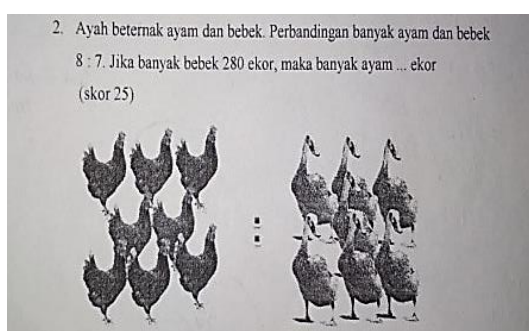 2. Ayah beternak ayam dan bebek. Perbandingan banyak ayam dan bebek
8 : 7. Jika banyak bebek 280 ekor, maka banyak ayam ... ekor
(skor 25)
: